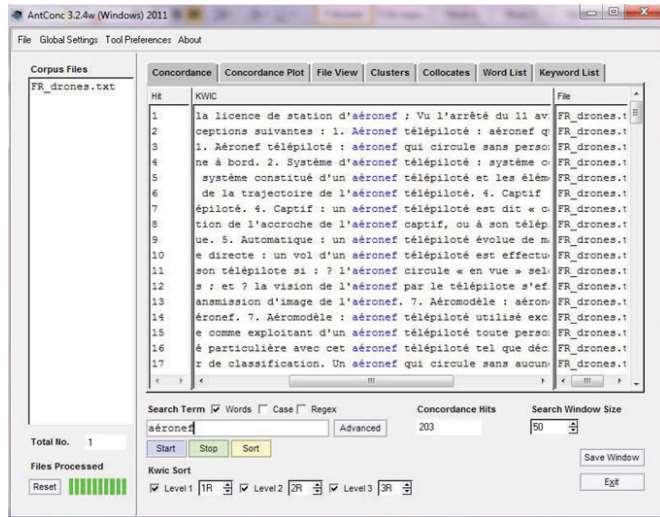 AntConc 3.2.4w (Windows) 2011
File Global Settings Tool Preferences About
Corpus Files
FR_drones.txt
Concordance Concordance Plot File View Clusters Collocates Word List Keyword List
Hit KWIC File
1 la licence de station d'aéronef ; Vu l'arrêté du 11 av FR_drones.t
2 ceptions suivantes : 1. Aéronef télépiloté : aéronef q FR_drones.t
3 1. Aéronef télépiloté : aéronef qui circule sans perso FR_drones.t
4 ne à bord. 2. Système d'aéronef télépiloté : système c FR_drones.t
5 système constitué d'un aéronef télépiloté et les élém FR_drones.t
6 de la trajectoire de l'aéronef télépiloté. 4. Captif FR_drones.t
7 épiloté. 4. Captif : un aéronef télépiloté est dit « c FR_drones.t
8 tion de l'accroche de l'aéronef captif, ou à son télép FR_drones.t
9 ue. 5. Automatique : un aéronef télépiloté évolue de m FR_drones.t
10 e directe : un vol d'un aéronef télépiloté est effectu FR_drones.t
11 son télépilote si : ? l'aéronef circule « en vue » sel FR_drones.t
12 s ; et ? la vision de l'aéronef par le télépilote s'ef FR_drones.t
13 ansmission d'image de l'aéronef. 7. Aéromodèle : aéron FR_drones.t
14 éronef. 7. Aéromodèle : aéronef télépiloté utilisé exc FR_drones.t
15 e comme exploitant d'un aéronef télépiloté toute perso FR_drones.t
16 é particulière avec cet aéronef télépiloté tel que déc FR_drones.t
17 r de classification. Un aéronef qui circule sans aucun FR_drones.t
Search Term Words Case Regex Concordance Hits Search Window Size
aéronef Advanced 203 50
Total No. 1
Start Stop Sort
Files Processed
Save Window
Kwic Sort
Reset
Level 1 1R Level 2 2R Level 3 3R
Exit